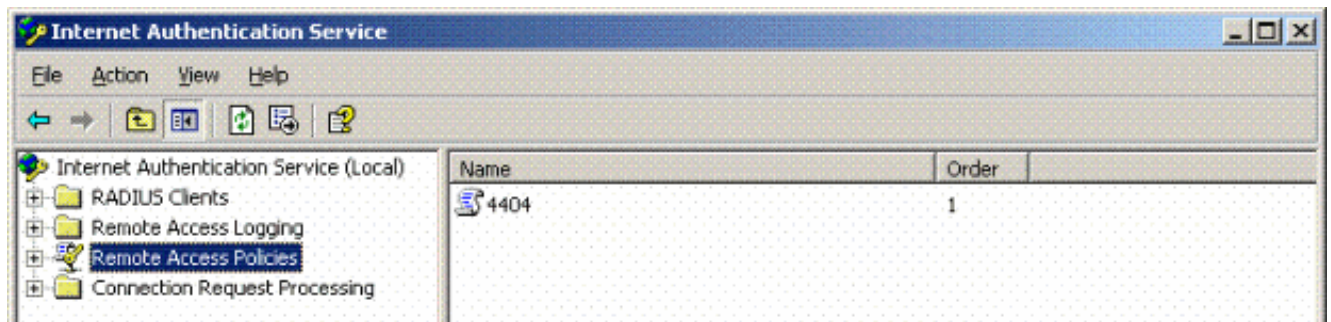 Internet Authentication Service
File Action View Help
Internet Authentication Service (Local)
RADIUS Clients
Remote Access Logging
Remote Access Policies
Connection Request Processing
Name Order
4404 1